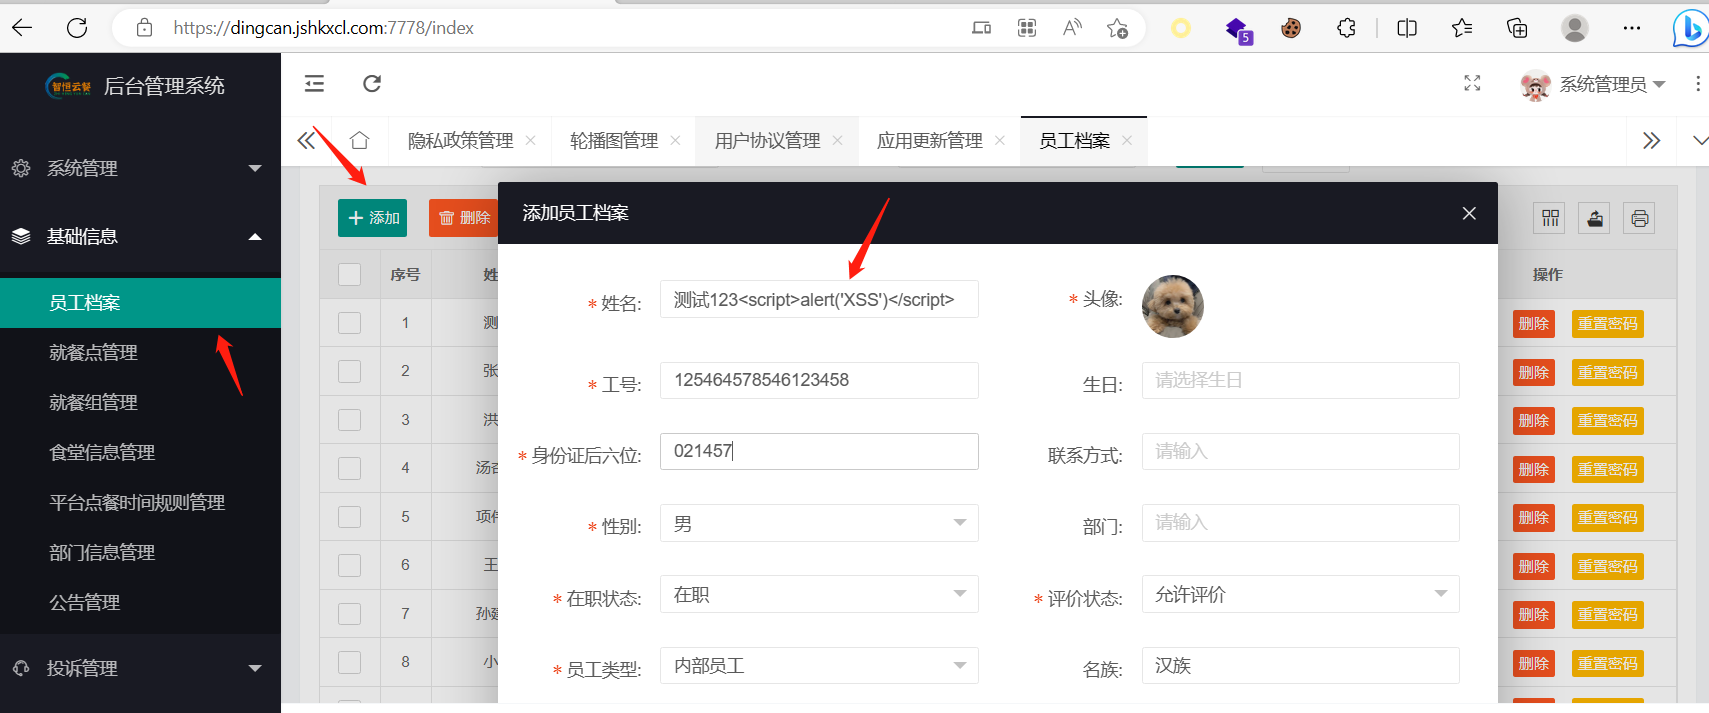 https://dingcan.jshkxcl.com:7778/index
5
智恒云餐 后台管理系统
系统管理员
隐私政策管理
轮播图管理
用户协议管理
应用更新管理
员工档案
系统管理
基础信息
员工档案
就餐点管理
就餐组管理
食堂信息管理
平台点餐时间规则管理
部门信息管理
公告管理
投诉管理
添加
删除
序号 姓 操作
1 测 删除 重置密码
2 张 删除 重置密码
3 洪 删除 重置密码
4 汤 删除 重置密码
5 项 删除 重置密码
6 王 删除 重置密码
7 孙 删除 重置密码
8 小 删除 重置密码
添加员工档案
* 姓名: 测试123<script>alert('XSS')</script>
* 头像:
* 工号: 125464578546123458
生日: 请选择生日
* 身份证后六位: 021457
联系方式: 请输入
* 性别: 男
部门: 请输入
* 在职状态: 在职
* 评价状态: 允许评价
* 员工类型: 内部员工
名族: 汉族